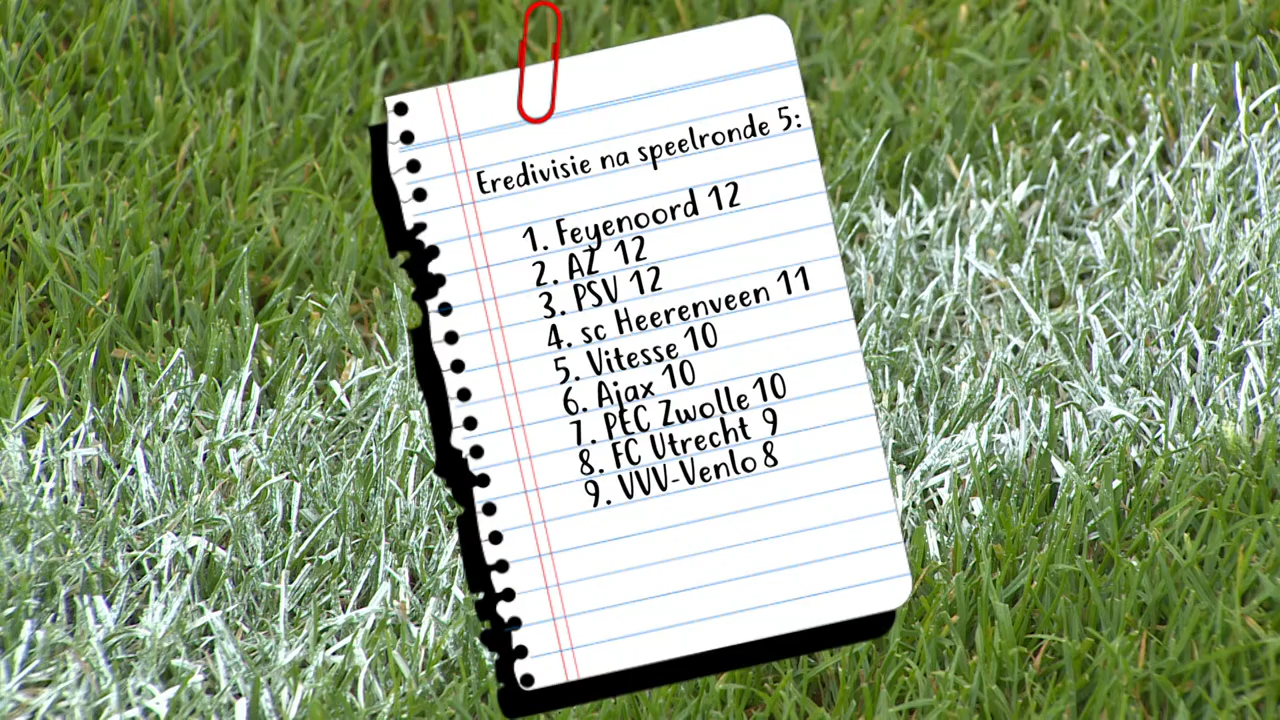 Eredivisie na speelronde 5:
1. Feyenoord 12
2. AZ 12
3. PSV 12
4. sc Heerenveen 11
5. Vitesse 10
6. Ajax 10
7. PEC Zwolle 10
8. FC Utrecht 9
9. VVV-Venlo 8